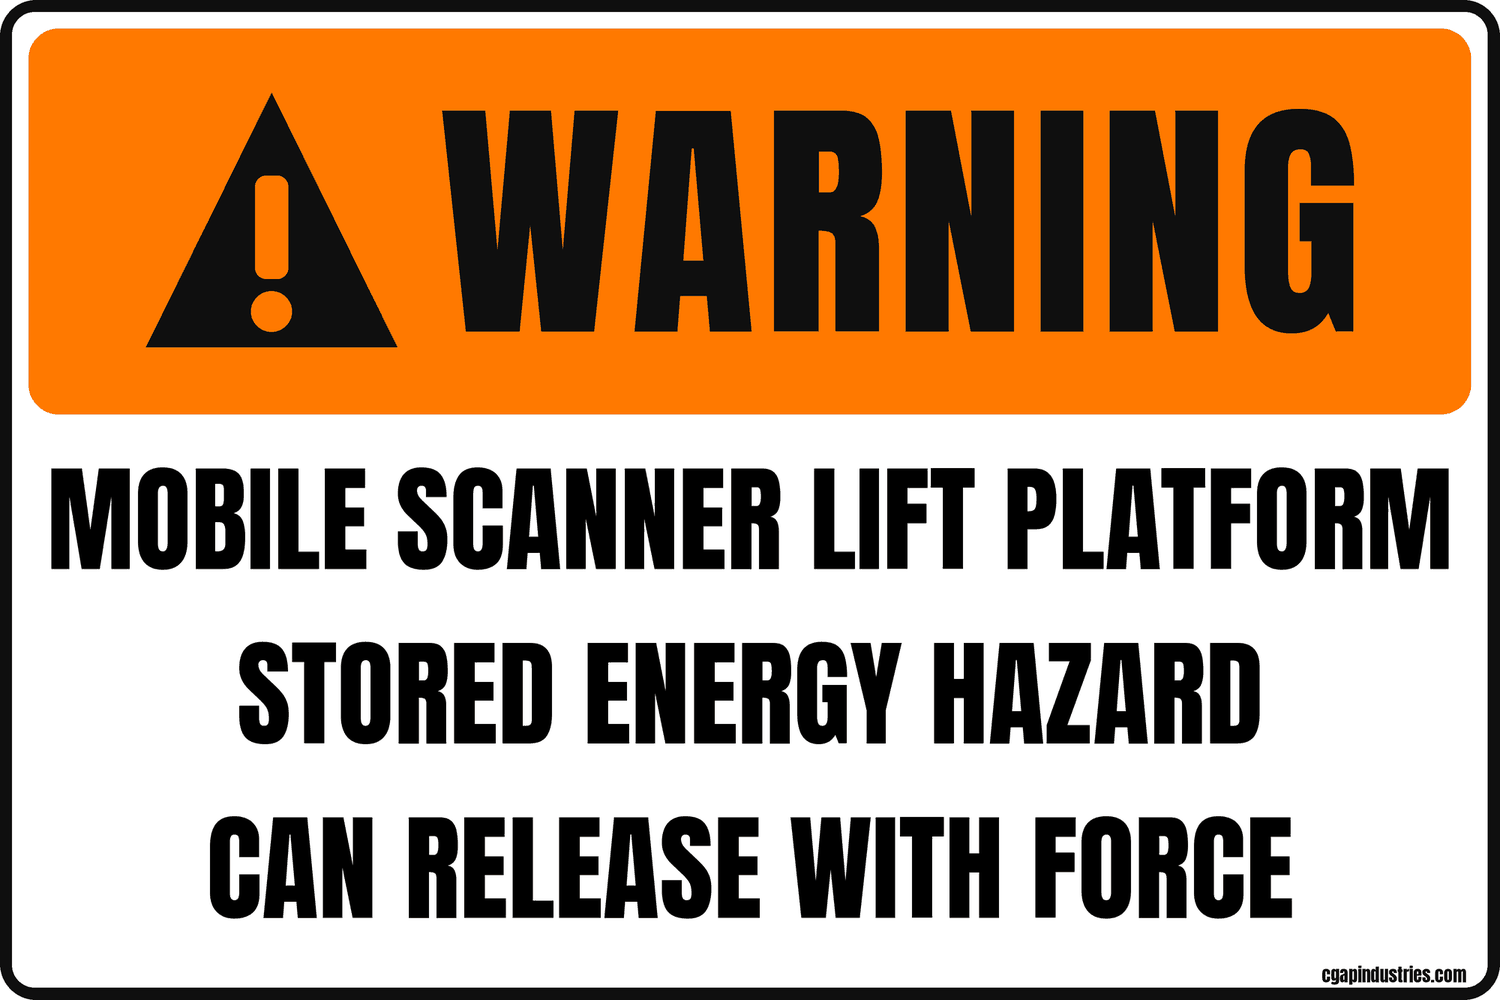 WARNING
MOBILE SCANNER LIFT PLATFORM
STORED ENERGY HAZARD
CAN RELEASE WITH FORCE
cgapindustries.com